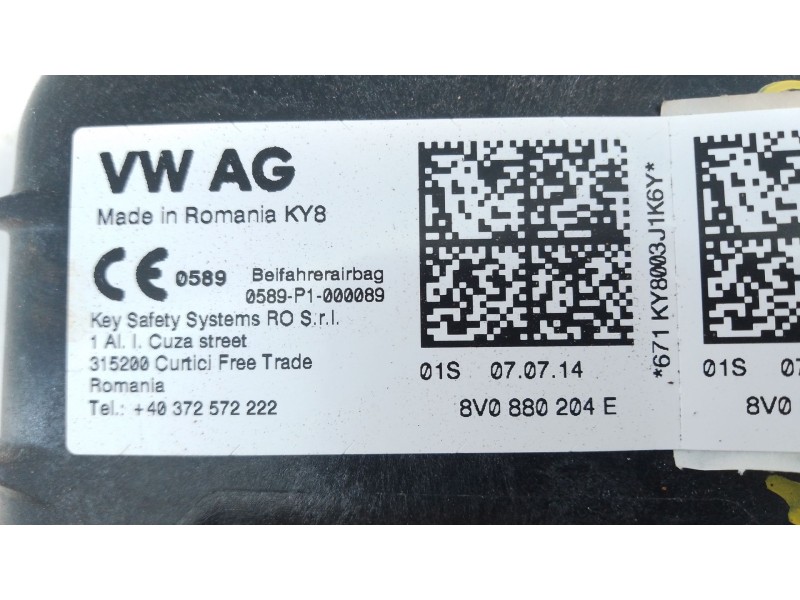 VW AG
Made in Romania KY8
CE 0589 Beifahrerairbag
0589-P1-000089
Key Safety Systems RO S.r.l.
1 Al. I. Cuza street
315200 Curtici Free Trade
Romania
Tel.: +40 372 572 222
01S 07.07.14
8V0 880 204 E
*671 KY8003J1K6Y*
01S 07
8V0